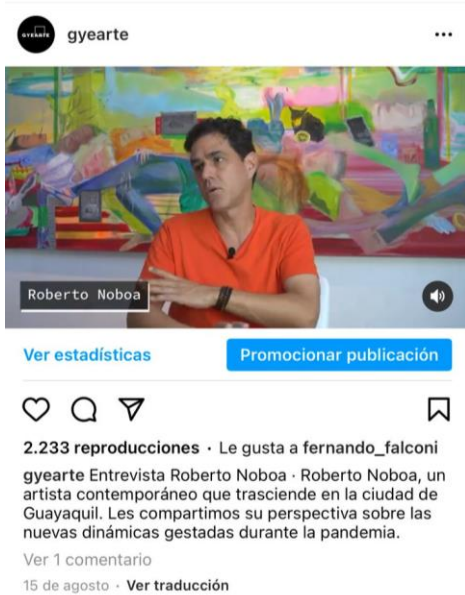 GYEARTE
gyearte
Roberto Noboa
Ver estadísticas
Promocionar publicación
2.233 reproducciones · Le gusta a fernando_falconi
gyearte Entrevista Roberto Noboa · Roberto Noboa, un
artista contemporáneo que trasciende en la ciudad de
Guayaquil. Les compartimos su perspectiva sobre las
nuevas dinámicas gestadas durante la pandemia.
Ver 1 comentario
15 de agosto · Ver traducción